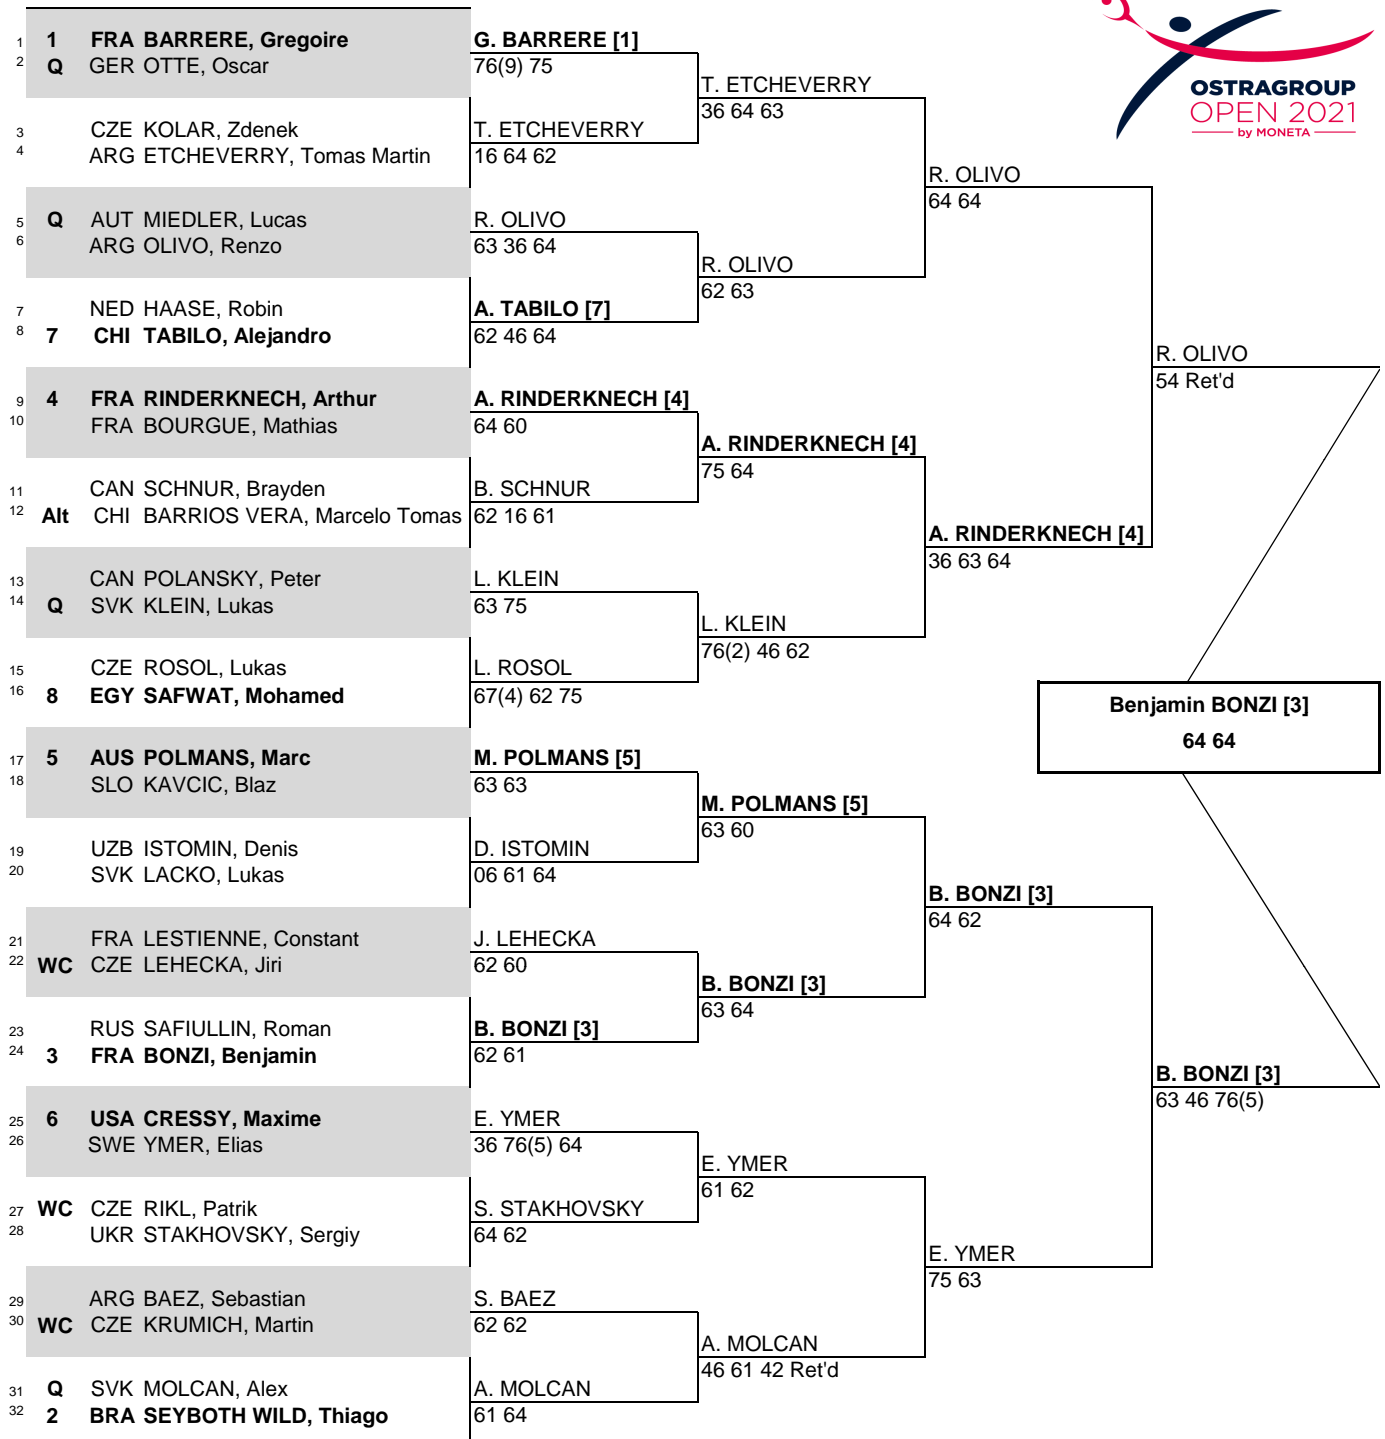 1 1 FRA BARRERE, Gregoire
2 Q GER OTTE, Oscar
3 CZE KOLAR, Zdenek
4 ARG ETCHEVERRY, Tomas Martin
5 Q AUT MIEDLER, Lucas
6 ARG OLIVO, Renzo
7 NED HAASE, Robin
8 7 CHI TABILO, Alejandro
9 4 FRA RINDERKNECH, Arthur
10 FRA BOURGUE, Mathias
11 CAN SCHNUR, Brayden
12 Alt CHI BARRIOS VERA, Marcelo Tomas
13 CAN POLANSKY, Peter
14 Q SVK KLEIN, Lukas
15 CZE ROSOL, Lukas
16 8 EGY SAFWAT, Mohamed
17 5 AUS POLMANS, Marc
18 SLO KAVCIC, Blaz
19 UZB ISTOMIN, Denis
20 SVK LACKO, Lukas
21 FRA LESTIENNE, Constant
22 WC CZE LEHECKA, Jiri
23 RUS SAFIULLIN, Roman
24 3 FRA BONZI, Benjamin
25 6 USA CRESSY, Maxime
26 SWE YMER, Elias
27 WC CZE RIKL, Patrik
28 UKR STAKHOVSKY, Sergiy
29 ARG BAEZ, Sebastian
30 WC CZE KRUMICH, Martin
31 Q SVK MOLCAN, Alex
32 2 BRA SEYBOTH WILD, Thiago
G. BARRERE [1]
76(9) 75
T. ETCHEVERRY
16 64 62
R. OLIVO
63 36 64
A. TABILO [7]
62 46 64
A. RINDERKNECH [4]
64 60
B. SCHNUR
62 16 61
L. KLEIN
63 75
L. ROSOL
67(4) 62 75
M. POLMANS [5]
63 63
D. ISTOMIN
06 61 64
J. LEHECKA
62 60
B. BONZI [3]
62 61
E. YMER
36 76(5) 64
S. STAKHOVSKY
64 62
S. BAEZ
62 62
A. MOLCAN
61 64
T. ETCHEVERRY
36 64 63
R. OLIVO
62 63
A. RINDERKNECH [4]
75 64
L. KLEIN
76(2) 46 62
M. POLMANS [5]
63 60
B. BONZI [3]
63 64
E. YMER
61 62
A. MOLCAN
46 61 42 Ret'd
R. OLIVO
64 64
A. RINDERKNECH [4]
36 63 64
B. BONZI [3]
64 62
E. YMER
75 63
R. OLIVO
54 Ret'd
B. BONZI [3]
63 46 76(5)
Benjamin BONZI [3]
64 64
OSTRAGROUP
OPEN 2021
by MONETA